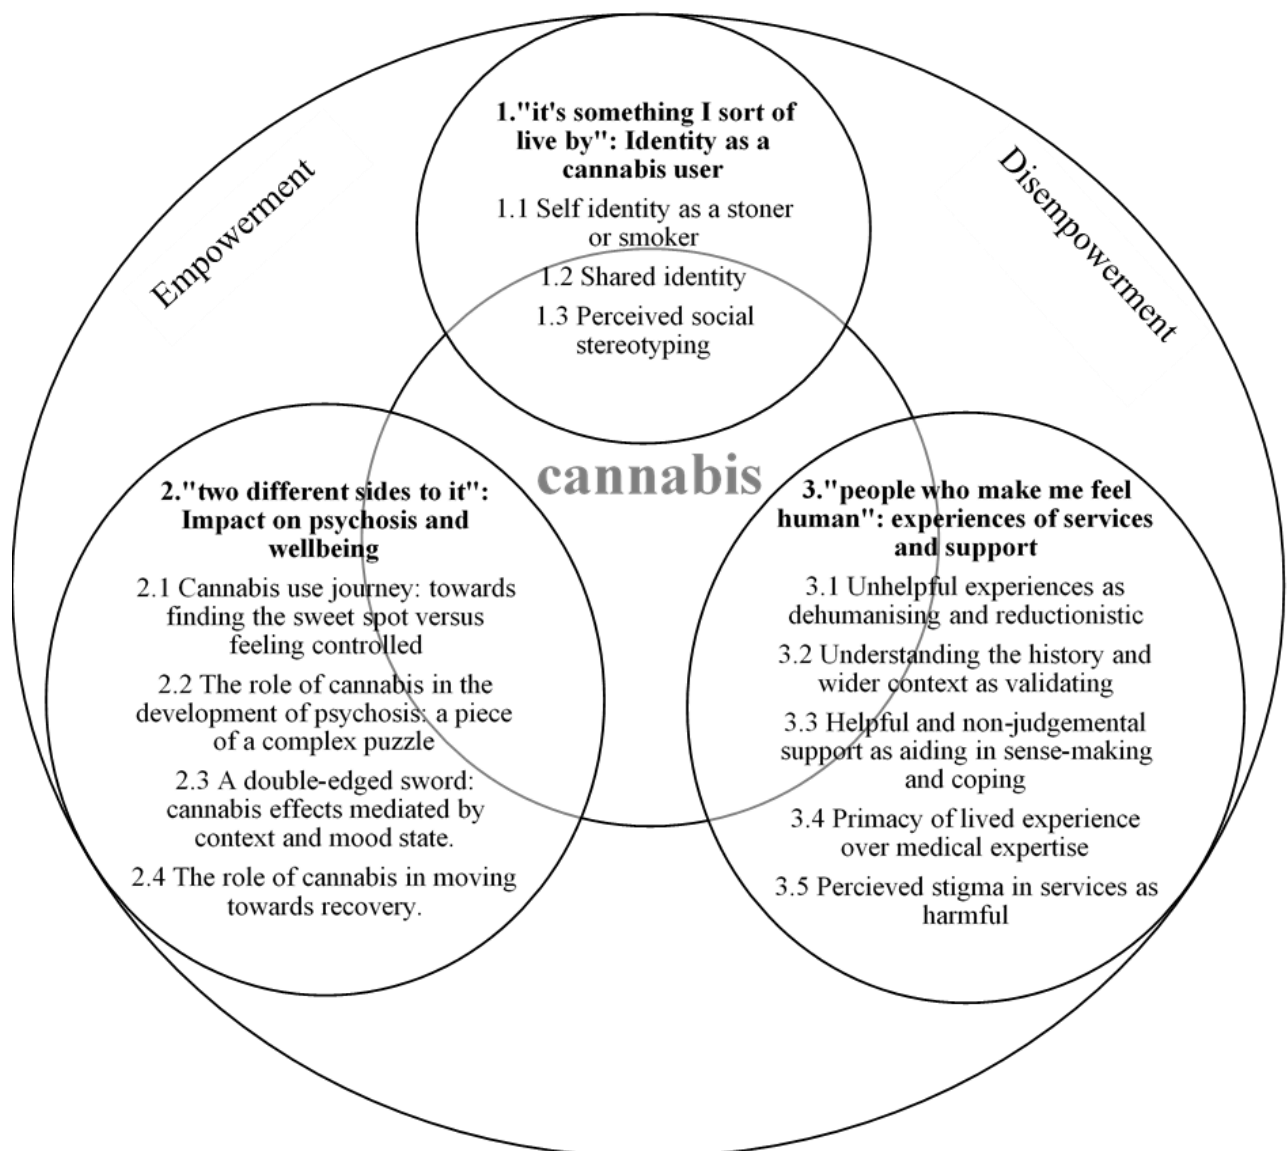 Empowerment
Disempowerment
1."it's something I sort of
live by": Identity as a
cannabis user
1.1 Self identity as a stoner
or smoker
1.2 Shared identity
1.3 Perceived social
stereotyping
cannabis
2."two different sides to it":
Impact on psychosis and
wellbeing
2.1 Cannabis use journey: towards
finding the sweet spot versus
feeling controlled
2.2 The role of cannabis in the
development of psychosis: a piece
of a complex puzzle
2.3 A double-edged sword:
cannabis effects mediated by
context and mood state.
2.4 The role of cannabis in moving
towards recovery.
3."people who make me feel
human": experiences of services
and support
3.1 Unhelpful experiences as
dehumanising and reductionistic
3.2 Understanding the history and
wider context as validating
3.3 Helpful and non-judgemental
support as aiding in sense-making
and coping
3.4 Primacy of lived experience
over medical expertise
3.5 Percieved stigma in services as
harmful